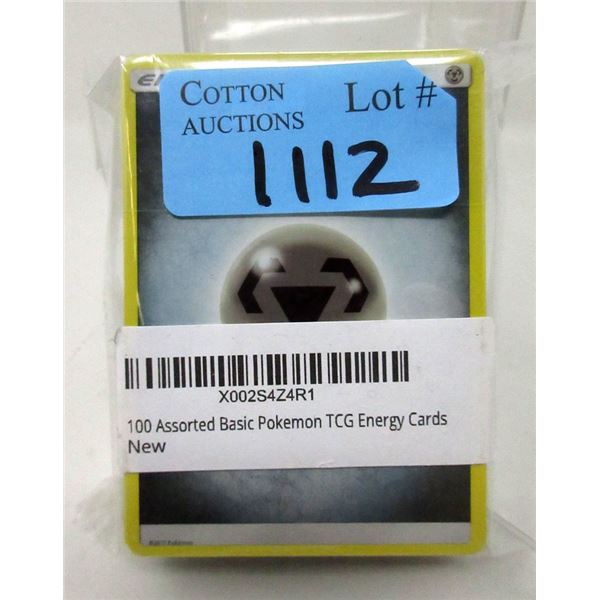 COTTON
AUCTIONS
Lot #
1112
X002S4Z4R1
100 Assorted Basic Pokemon TCG Energy Cards
New